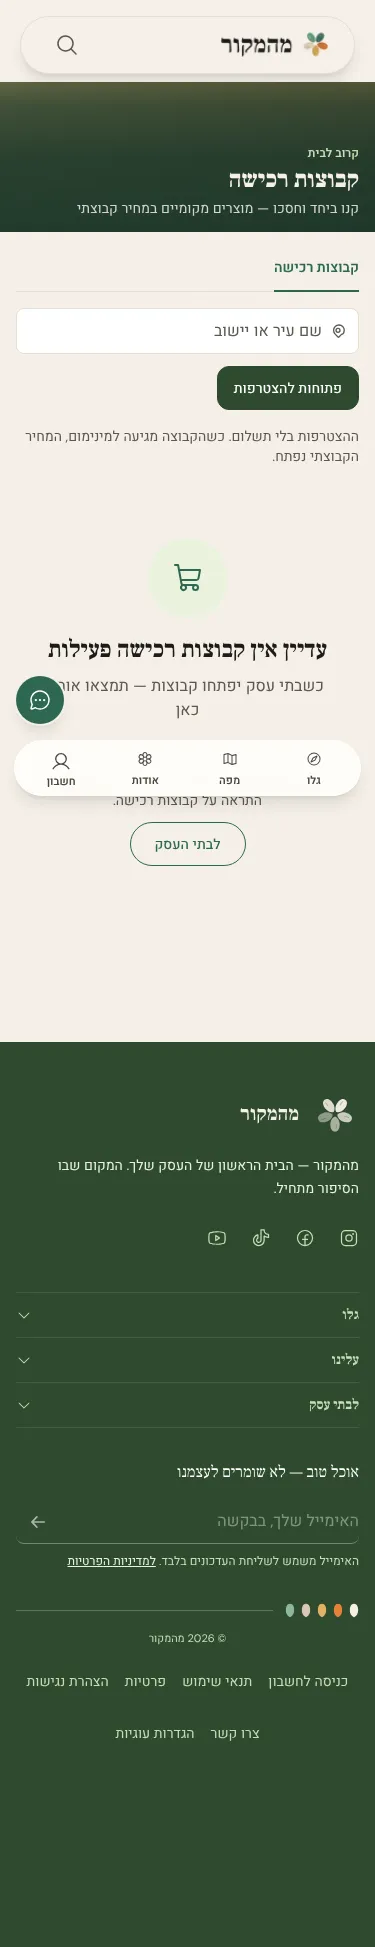 מהמקור
קרוב לבית
קבוצות רכישה
קנו ביחד וחסכו — מוצרים מקומיים במחיר קבוצתי
קבוצות רכישה
שם עיר או יישוב
פתוחות להצטרפות
ההצטרפות בלי תשלום. כשהקבוצה מגיעה למינימום, המחיר
הקבוצתי נפתח.
עדיין אין קבוצות רכישה פעילות
כשבתי עסק יפתחו קבוצות — תמצאו
כאן
גלו
מפה
אודות
חשבון
התראה על קבוצות רכישה.
לבתי העסק
מהמקור
מהמקור — הבית הראשון של העסק שלך. המקום שבו
הסיפור מתחיל.
גלו
עלינו
לבתי עסק
אוכל טוב — לא שומרים לעצמנו
האימייל שלך, בבקשה
האימייל משמש לשליחת העדכונים בלבד. למדיניות הפרטיות
© 2026 מהמקור
כניסה לחשבון תנאי שימוש פרטיות הצהרת נגישות
צרו קשר הגדרות עוגיות